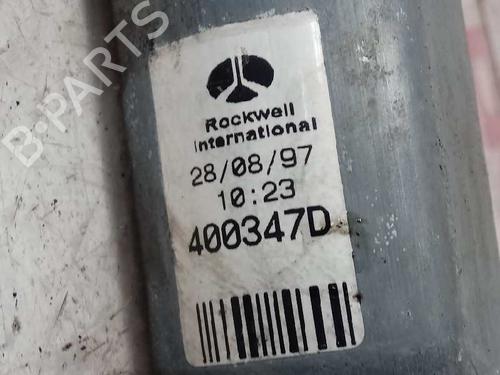 B-PARTS
Rockwell
International
28/08/97
10:23
400347D